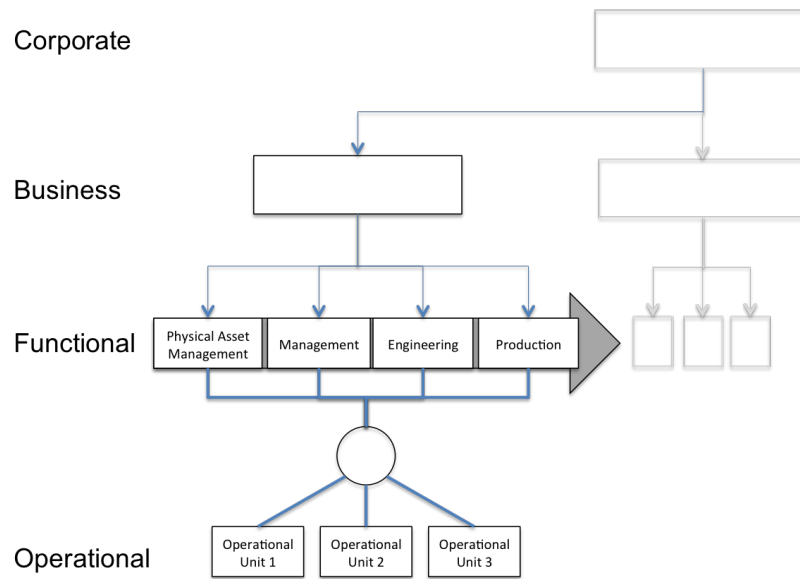 Corporate
Business
Functional
Physical Asset
Management
Management
Engineering
Production
Operational
Operational
Unit 1
Operational
Unit 2
Operational
Unit 3